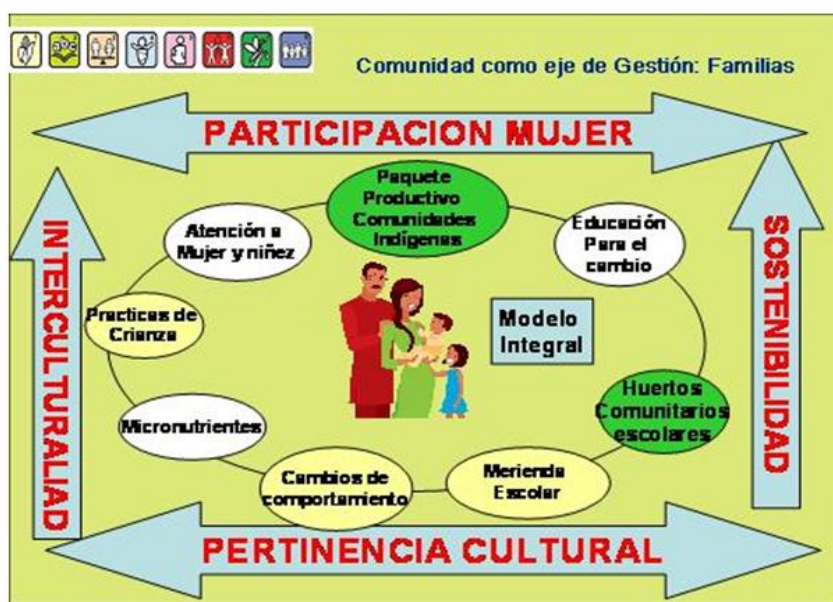 Comunidad como eje de Gestión: Familias
PARTICIPACION MUJER
Paquete
Productivo
Comunidades
Indígenas
Atención a
Mujer y niñez
Educación
Para el
cambio
INTERCULTURALIAD
SOSTENIBILIDAD
Practicas de
Crianza
Modelo
Integral
Huertos
Comunitarios
escolares
Micronutrientes
Cambios de
comportamiento
Merienda
Escolar
PERTINENCIA CULTURAL